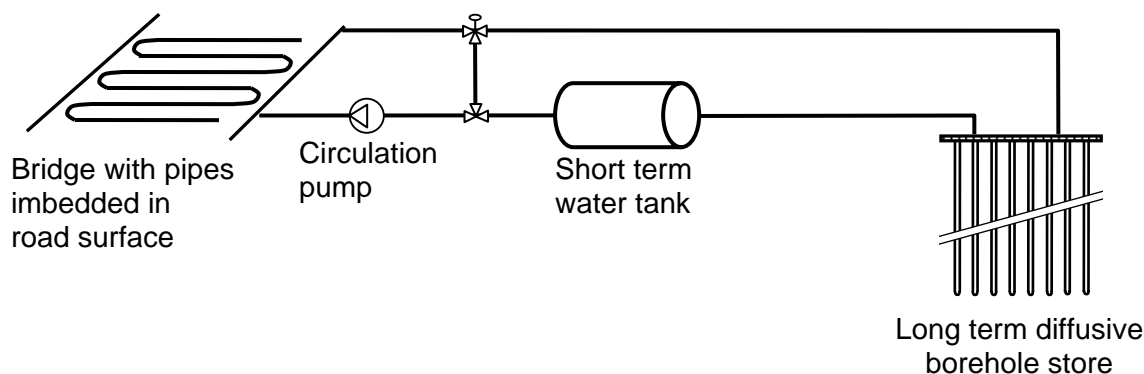 Bridge with pipes
imbedded in
road surface
Circulation
pump
Short term
water tank
Long term diffusive
borehole store